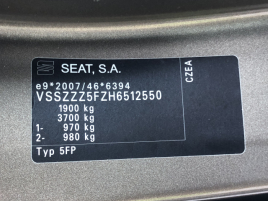 SEAT, S.A.
e9*2007/46*6394
VSSZZZ5FZH6512550
1900 kg
3700 kg
1- 970 kg
2- 980 kg
Typ 5FP
CZEA